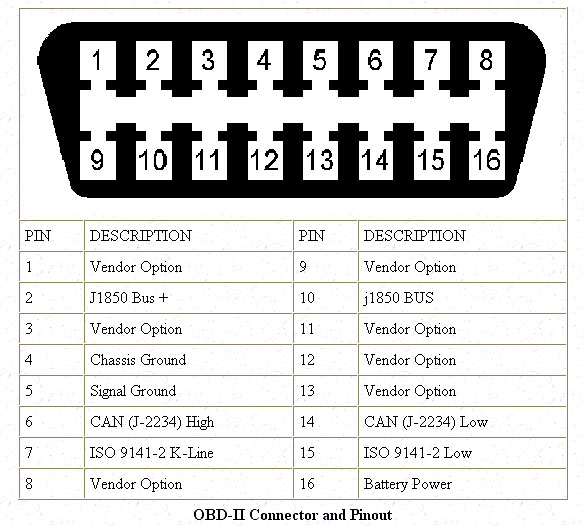 1 2 3 4 5 6 7 8
9 10 11 12 13 14 15 16
PIN DESCRIPTION PIN DESCRIPTION
1 Vendor Option 9 Vendor Option
2 J1850 Bus + 10 j1850 BUS
3 Vendor Option 11 Vendor Option
4 Chassis Ground 12 Vendor Option
5 Signal Ground 13 Vendor Option
6 CAN (J-2234) High 14 CAN (J-2234) Low
7 ISO 9141-2 K-Line 15 ISO 9141-2 Low
8 Vendor Option 16 Battery Power
OBD-II Connector and Pinout